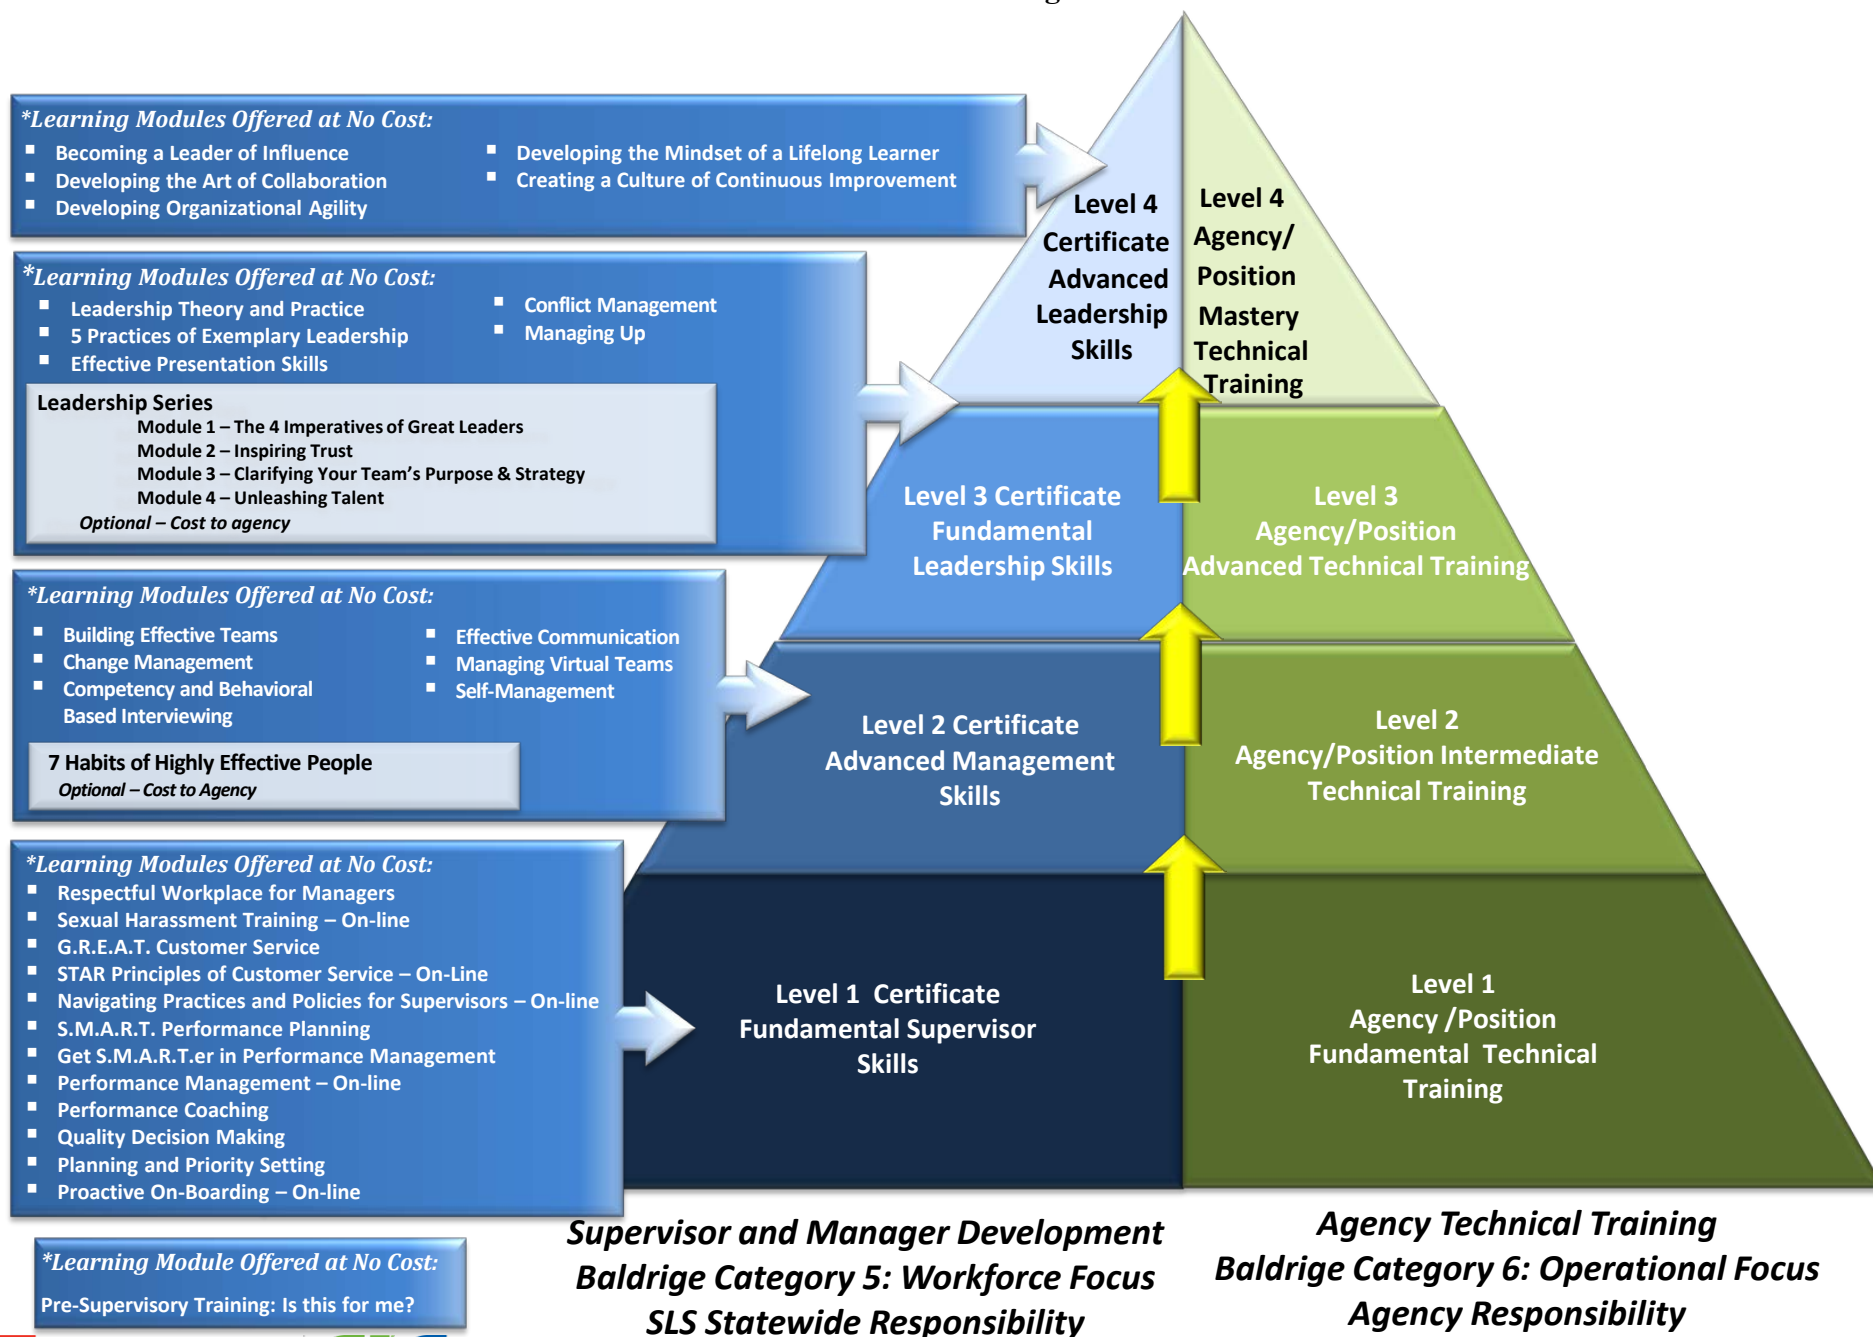 *Learning Modules Offered at No Cost:
▪ Becoming a Leader of Influence
▪ Developing the Art of Collaboration
▪ Developing Organizational Agility
▪ Developing the Mindset of a Lifelong Learner
▪ Creating a Culture of Continuous Improvement
*Learning Modules Offered at No Cost:
▪ Leadership Theory and Practice
▪ 5 Practices of Exemplary Leadership
▪ Effective Presentation Skills
▪ Conflict Management
▪ Managing Up
Leadership Series
Module 1 – The 4 Imperatives of Great Leaders
Module 2 – Inspiring Trust
Module 3 – Clarifying Your Team's Purpose & Strategy
Module 4 – Unleashing Talent
Optional – Cost to agency
*Learning Modules Offered at No Cost:
▪ Building Effective Teams
▪ Change Management
▪ Competency and Behavioral
Based Interviewing
▪ Effective Communication
▪ Managing Virtual Teams
▪ Self-Management
7 Habits of Highly Effective People
Optional – Cost to Agency
*Learning Modules Offered at No Cost:
▪ Respectful Workplace for Managers
▪ Sexual Harassment Training – On-line
▪ G.R.E.A.T. Customer Service
▪ STAR Principles of Customer Service – On-Line
▪ Navigating Practices and Policies for Supervisors – On-line
▪ S.M.A.R.T. Performance Planning
▪ Get S.M.A.R.T.er in Performance Management
▪ Performance Management – On-line
▪ Performance Coaching
▪ Quality Decision Making
▪ Planning and Priority Setting
▪ Proactive On-Boarding – On-line
*Learning Module Offered at No Cost:
Pre-Supervisory Training: Is this for me?
Level 4
Certificate
Advanced
Leadership
Skills
Level 4
Agency/
Position
Mastery
Technical
Training
Level 3 Certificate
Fundamental
Leadership Skills
Level 3
Agency/Position
Advanced Technical Training
Level 2 Certificate
Advanced Management
Skills
Level 2
Agency/Position Intermediate
Technical Training
Level 1 Certificate
Fundamental Supervisor
Skills
Level 1
Agency /Position
Fundamental Technical
Training
Supervisor and Manager Development
Baldrige Category 5: Workforce Focus
SLS Statewide Responsibility
Agency Technical Training
Baldrige Category 6: Operational Focus
Agency Responsibility